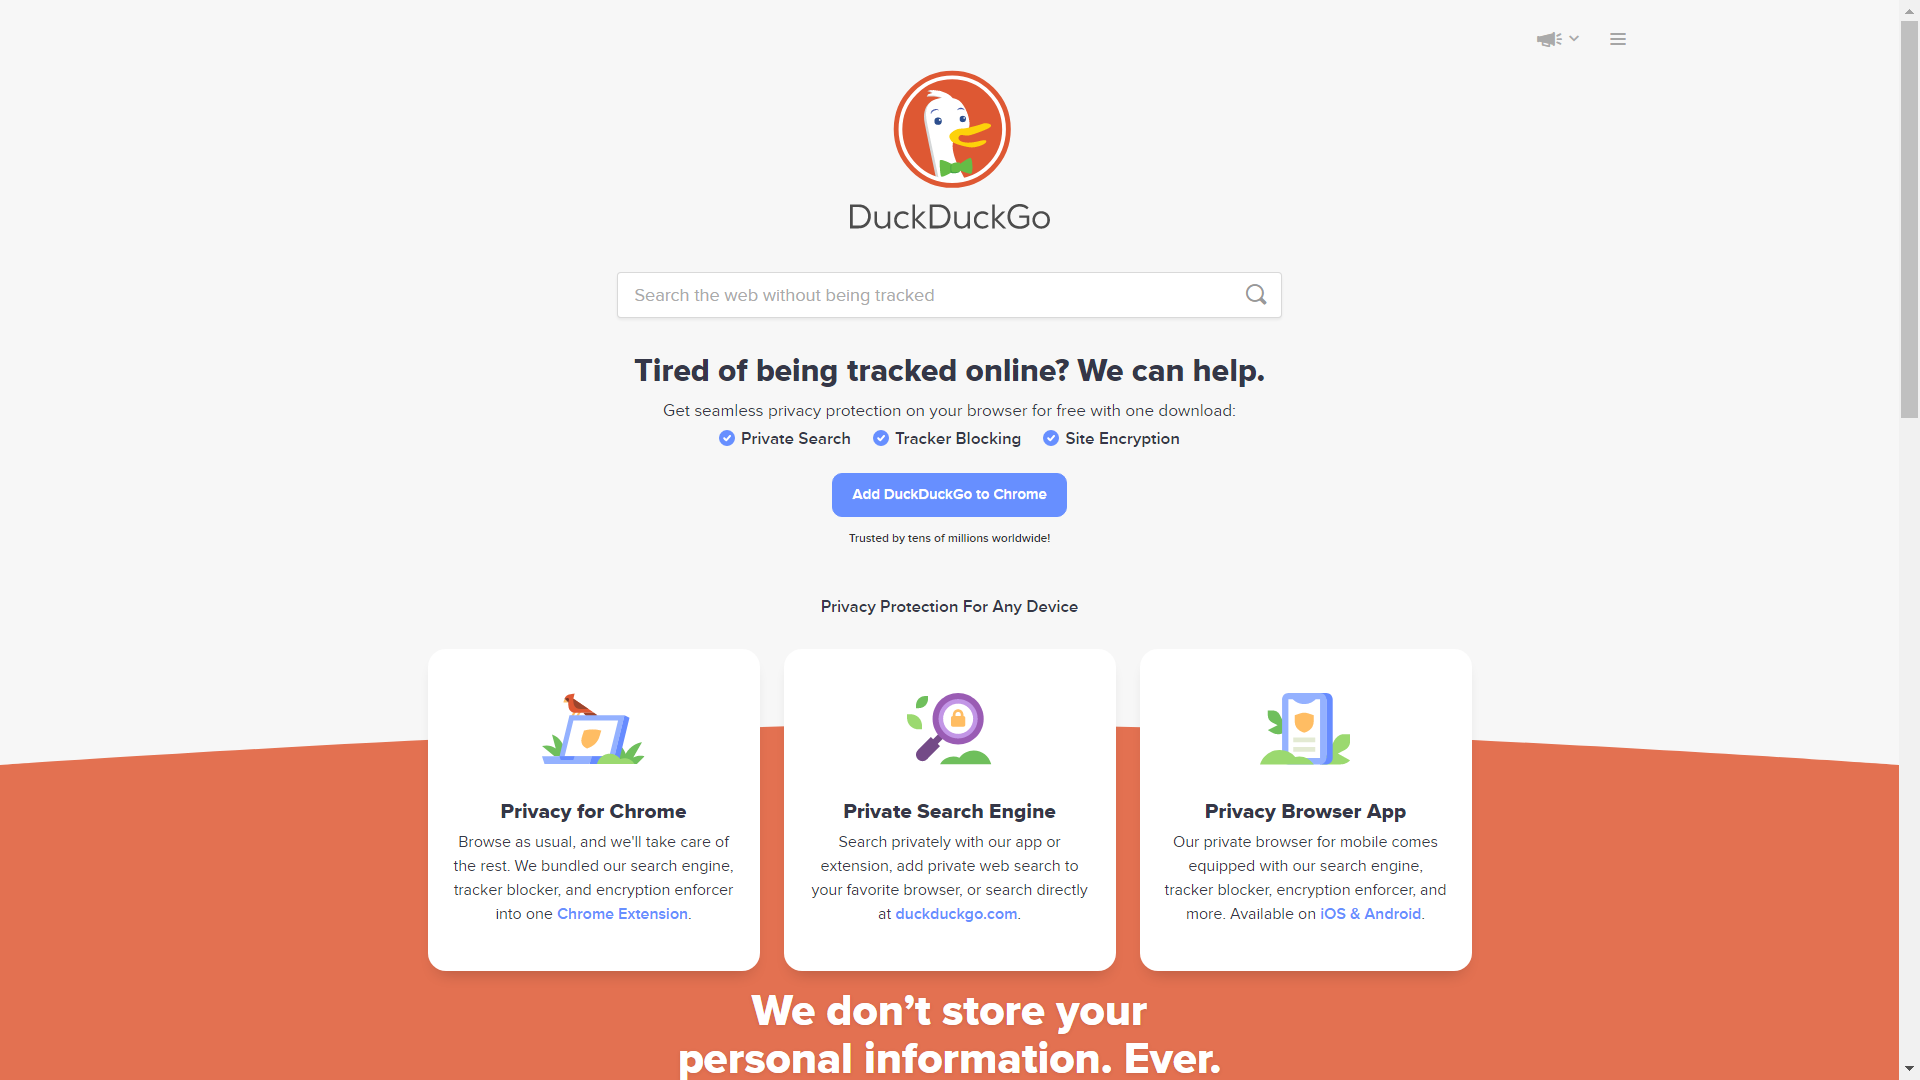 DuckDuckGo
Search the web without being tracked
Tired of being tracked online? We can help.
Get seamless privacy protection on your browser for free with one download:
Private Search
Tracker Blocking
Site Encryption
Add DuckDuckGo to Chrome
Trusted by tens of millions worldwide!
Privacy Protection For Any Device
Privacy for Chrome
Browse as usual, and we'll take care of
the rest. We bundled our search engine,
tracker blocker, and encryption enforcer
into one Chrome Extension.
Private Search Engine
Search privately with our app or
extension, add private web search to
your favorite browser, or search directly
at duckduckgo.com.
Privacy Browser App
Our private browser for mobile comes
equipped with our search engine,
tracker blocker, encryption enforcer, and
more. Available on iOS & Android.
We don’t store your
personal information. Ever.